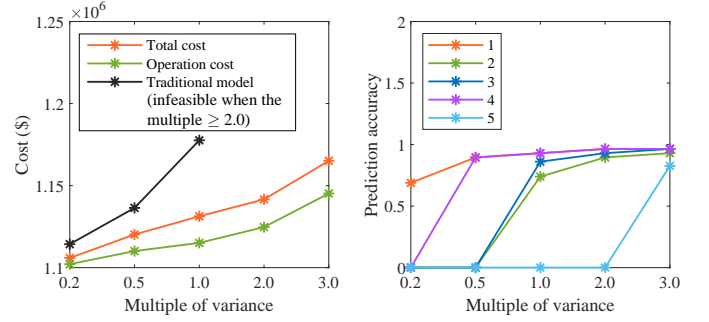 ×10⁶
1.25
1.2
1.15
1.1
Cost ($)
Total cost
Operation cost
Traditional model
(infeasible when the
multiple ≥ 2.0)
0.2 0.5 1.0 2.0 3.0
Multiple of variance
2
1.5
1
0.5
0
Prediction accuracy
1
2
3
4
5
0.2 0.5 1.0 2.0 3.0
Multiple of variance